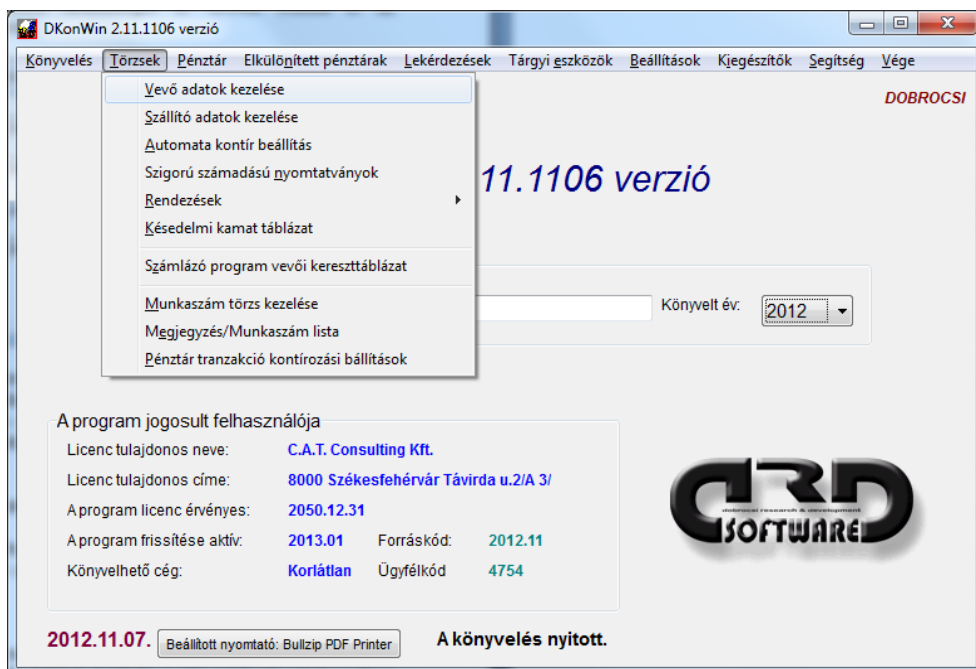 DKonWin 2.11.1106 verzió
Könyvelés Törzsek Pénztár Elkülönített pénztárak Lekérdezések Tárgyi eszközök Beállítások Kiegészítők Segítség Vége
Vevő adatok kezelése
Szállító adatok kezelése
Automata kontír beállítás
Szigorú számadású nyomtatványok
Rendezések
Késedelmi kamat táblázat
Számlázó program vevői kereszttáblázat
Munkaszám törzs kezelése
Megjegyzés/Munkaszám lista
Pénztár tranzakció kontírozási bállítások
DOBROCSI
11.1106 verzió
Könyvelt év: 2012
A program jogosult felhasználója
Licenc tulajdonos neve: C.A.T. Consulting Kft.
Licenc tulajdonos címe: 8000 Székesfehérvár Távirda u.2/A 3/
A program licenc érvényes: 2050.12.31
A program frissítése aktív: 2013.01 Forráskód: 2012.11
Könyvelhető cég: Korlátlan Ügyfélkód 4754
DRD
dobrocsi research & development
SOFTWARE
2012.11.07. Beállított nyomtató: Bullzip PDF Printer A könyvelés nyitott.